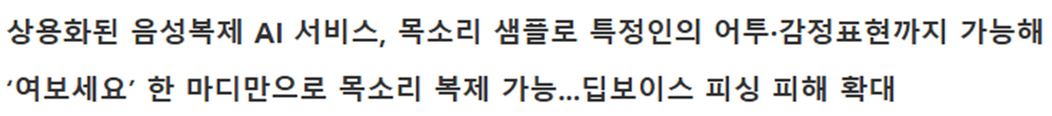 상용화된 음성복제 AI 서비스, 목소리 샘플로 특정인의 어투·감정표현까지 가능해
‘여보세요’ 한 마디만으로 목소리 복제 가능...딥보이스 피싱 피해 확대